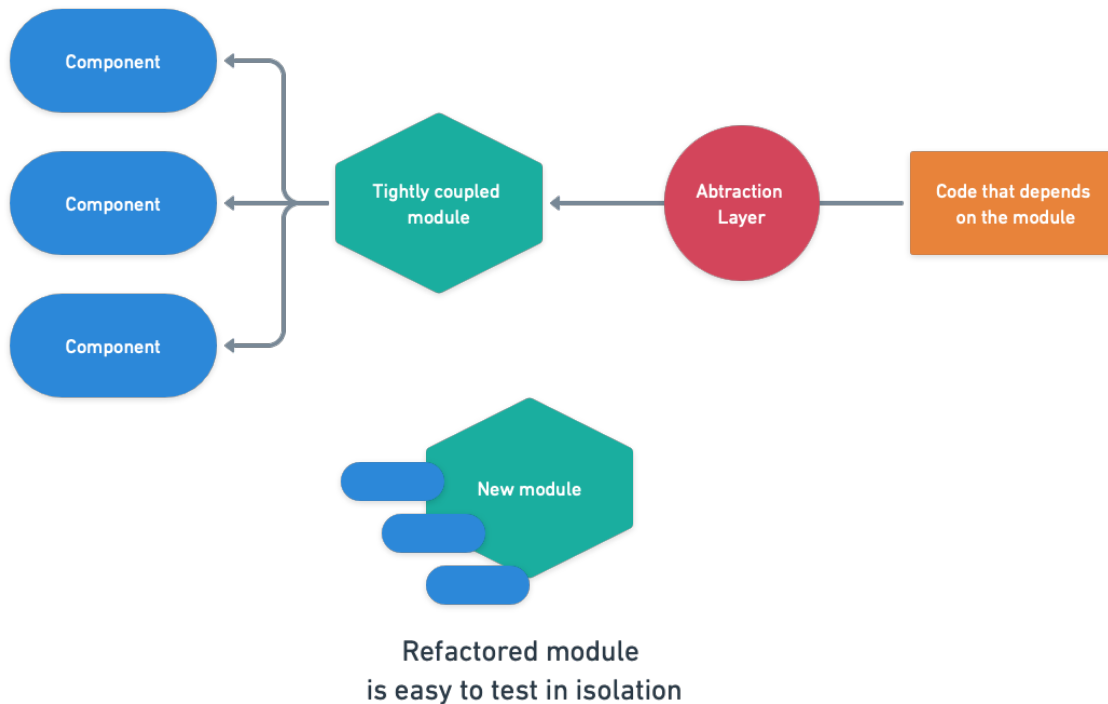 Component
Component
Component
Tightly coupled
module
Abtraction
Layer
Code that depends
on the module
New module
Refactored module
is easy to test in isolation